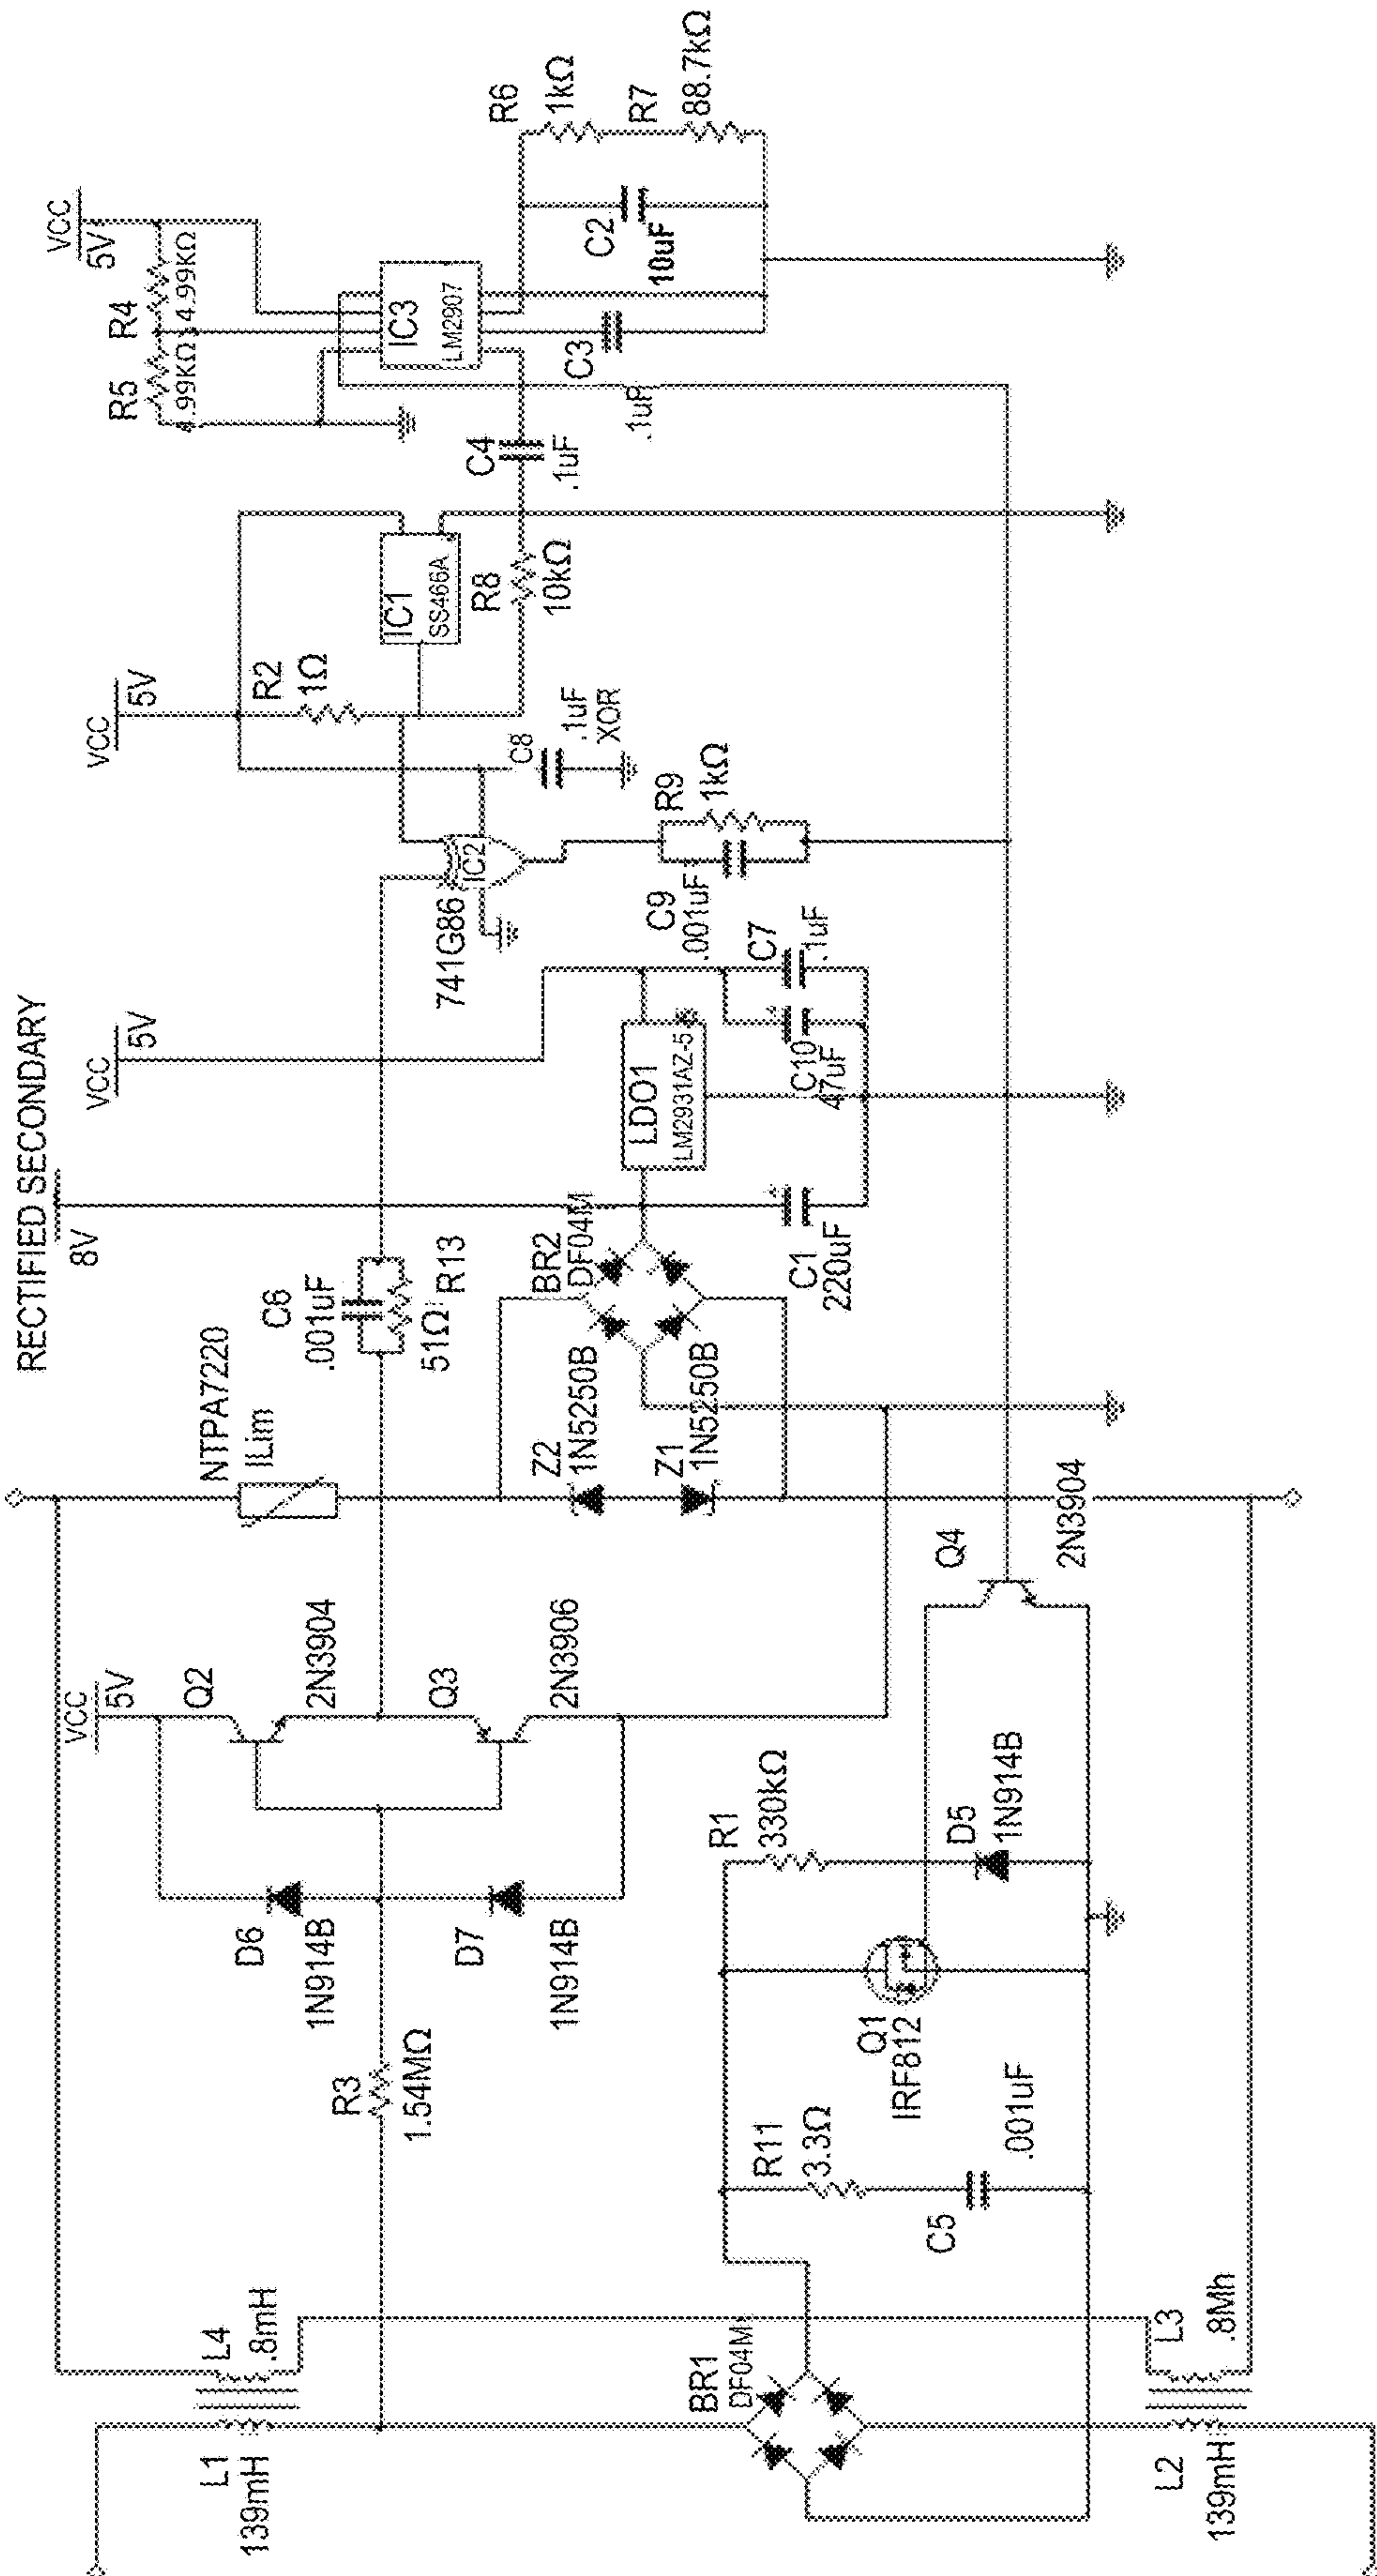 RECTIFIED SECONDARY
8V
VCC
5V
VCC
5V
VCC
5V
VCC
5V
R5
4.99KΩ
R4
4.99KΩ
IC3
LM2907
R6
1kΩ
R7
88.7kΩ
C2
10uF
C3
.1uF
C4
.1uF
IC1
SS466A
R8
10kΩ
R2
1Ω
C8
.1uF
XOR
IC2
741G86
R9
1kΩ
C9
.001uF
C7
.1uF
C10
47uF
LDO1
LM2931AZ-5
BR2
DF04M
C1
220uF
C6
.001uF
R13
51Ω
NTPA7220
ILim
Z2
1N5250B
Z1
1N5250B
Q2
2N3904
Q3
2N3906
Q4
2N3904
D6
1N914B
D7
1N914B
R1
330kΩ
D5
1N914B
Q1
IRF812
R3
1.54MΩ
R11
3.3Ω
C5
.001uF
L4
.8mH
L1
139mH
BR1
DF04M
L3
.8Mh
L2
139mH